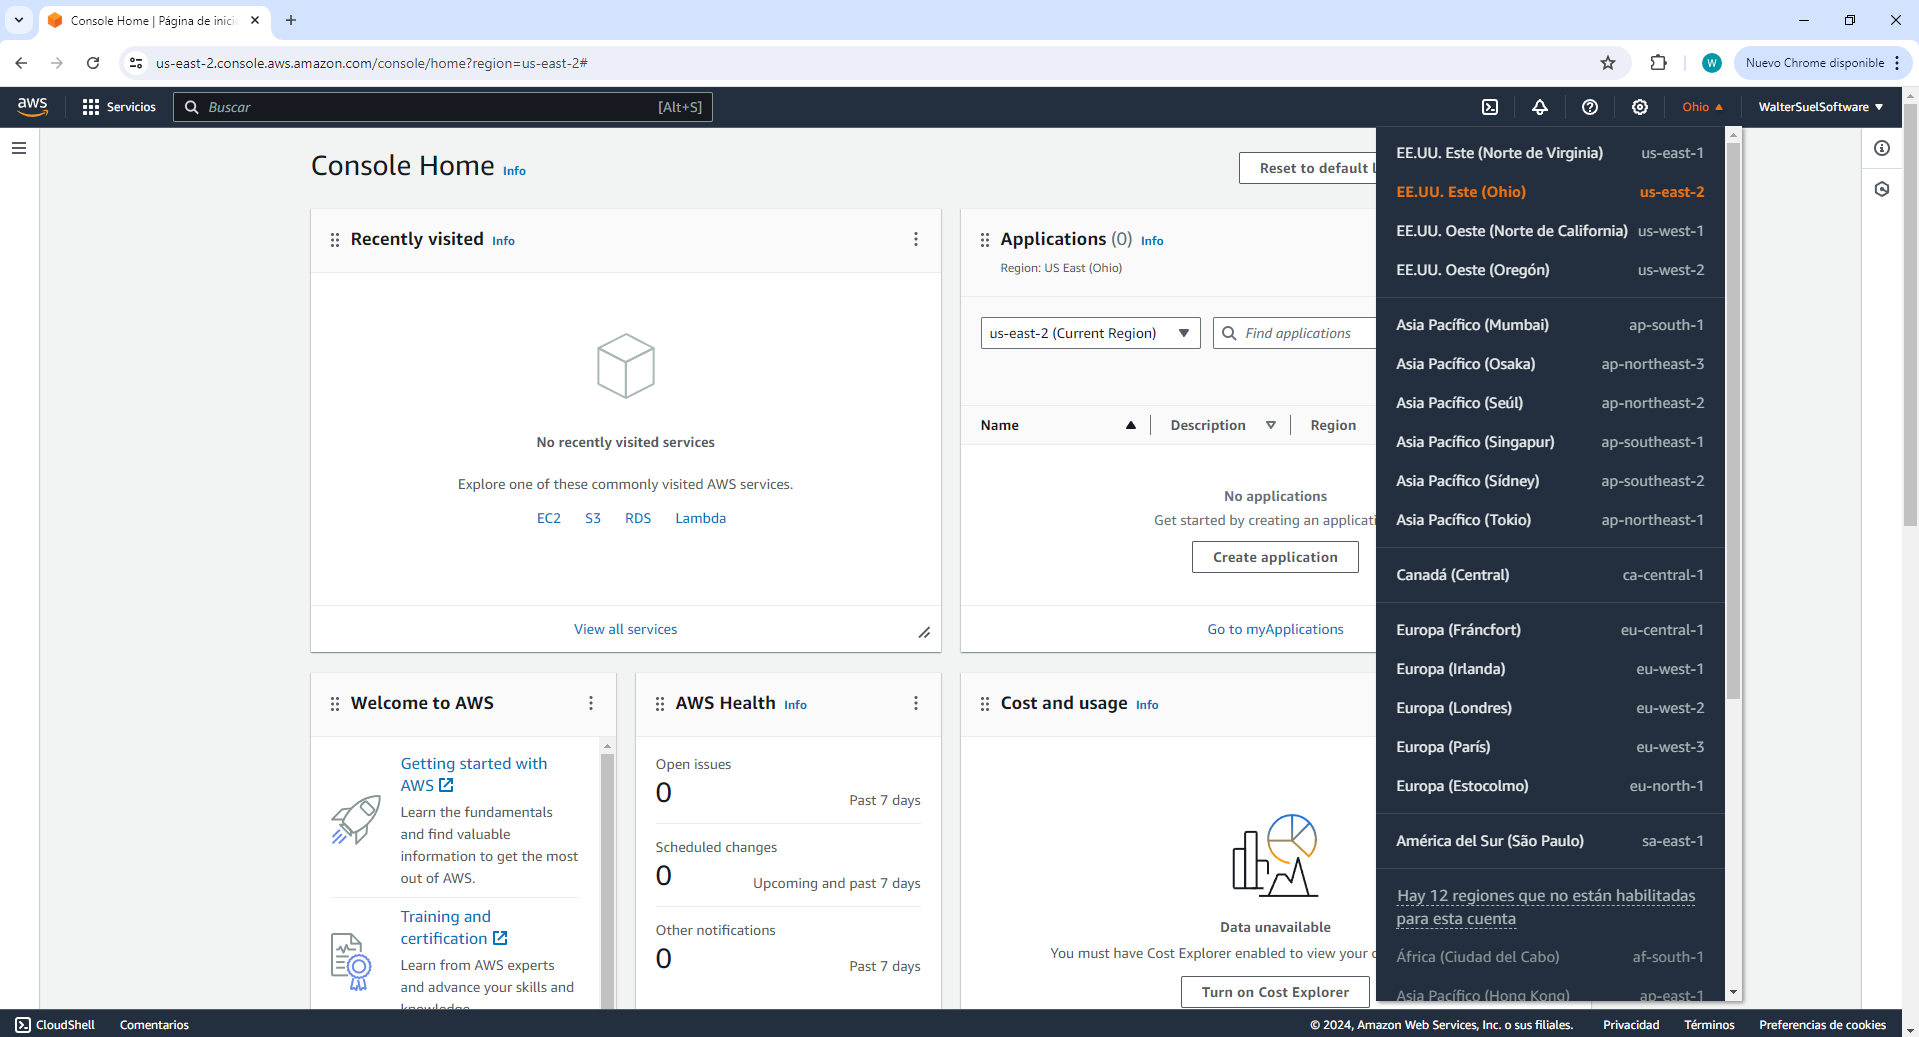 Console Home | Página de inici
us-east-2.console.aws.amazon.com/console/home?region=us-east-2#
W
Nuevo Chrome disponible
aws
Servicios
Buscar
[Alt+S]
Ohio
WalterSuelSoftware
Console Home Info
Reset to default l
Recently visited Info
No recently visited services
Explore one of these commonly visited AWS services.
EC2 S3 RDS Lambda
View all services
Applications (0) Info
Region: US East (Ohio)
us-east-2 (Current Region)
Find applications
Name Description Region
No applications
Get started by creating an applicati
Create application
Go to myApplications
Welcome to AWS
Getting started with
AWS
Learn the fundamentals
and find valuable
information to get the most
out of AWS.
Training and
certification
Learn from AWS experts
and advance your skills and
knowledge.
AWS Health Info
Open issues
0
Past 7 days
Scheduled changes
0
Upcoming and past 7 days
Other notifications
0
Past 7 days
Cost and usage Info
Data unavailable
You must have Cost Explorer enabled to view your c
Turn on Cost Explorer
EE.UU. Este (Norte de Virginia) us-east-1
EE.UU. Este (Ohio) us-east-2
EE.UU. Oeste (Norte de California) us-west-1
EE.UU. Oeste (Oregón) us-west-2
Asia Pacífico (Mumbai) ap-south-1
Asia Pacífico (Osaka) ap-northeast-3
Asia Pacífico (Seúl) ap-northeast-2
Asia Pacífico (Singapur) ap-southeast-1
Asia Pacífico (Sídney) ap-southeast-2
Asia Pacífico (Tokio) ap-northeast-1
Canadá (Central) ca-central-1
Europa (Fráncfort) eu-central-1
Europa (Irlanda) eu-west-1
Europa (Londres) eu-west-2
Europa (París) eu-west-3
Europa (Estocolmo) eu-north-1
América del Sur (São Paulo) sa-east-1
Hay 12 regiones que no están habilitadas
para esta cuenta
África (Ciudad del Cabo) af-south-1
Asia Pacífico (Hong Kong) ap-east-1
CloudShell
Comentarios
© 2024, Amazon Web Services, Inc. o sus filiales.
Privacidad
Términos
Preferencias de cookies